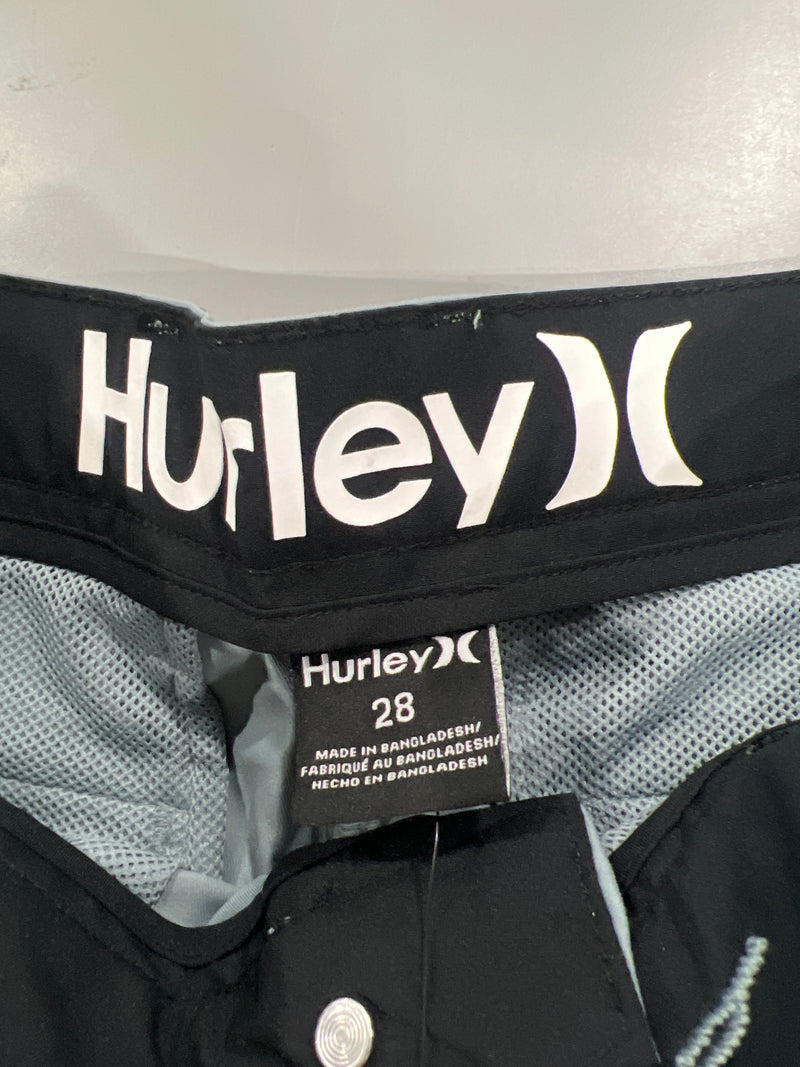 Hurley
Hurley
28
MADE IN BANGLADESH/
FABRIQUÉ AU BANGLADESH/
HECHO EN BANGLADESH